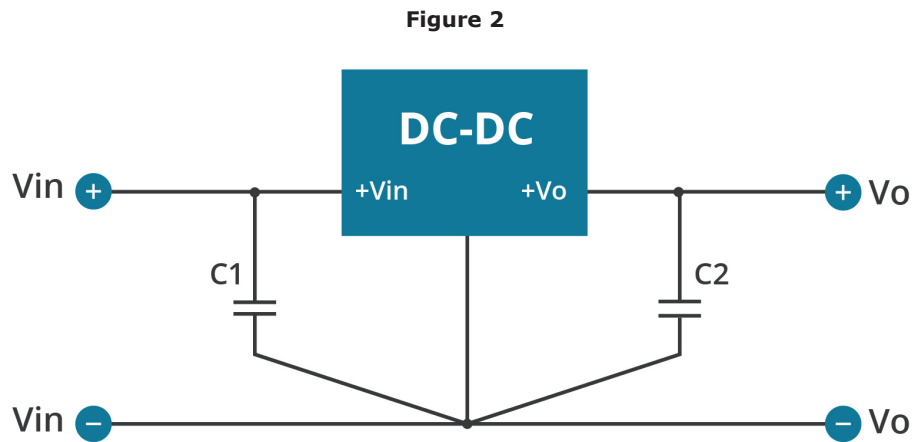 Figure 2
DC-DC
Vin + +Vin +Vo + Vo
C1 C2
Vin − − Vo